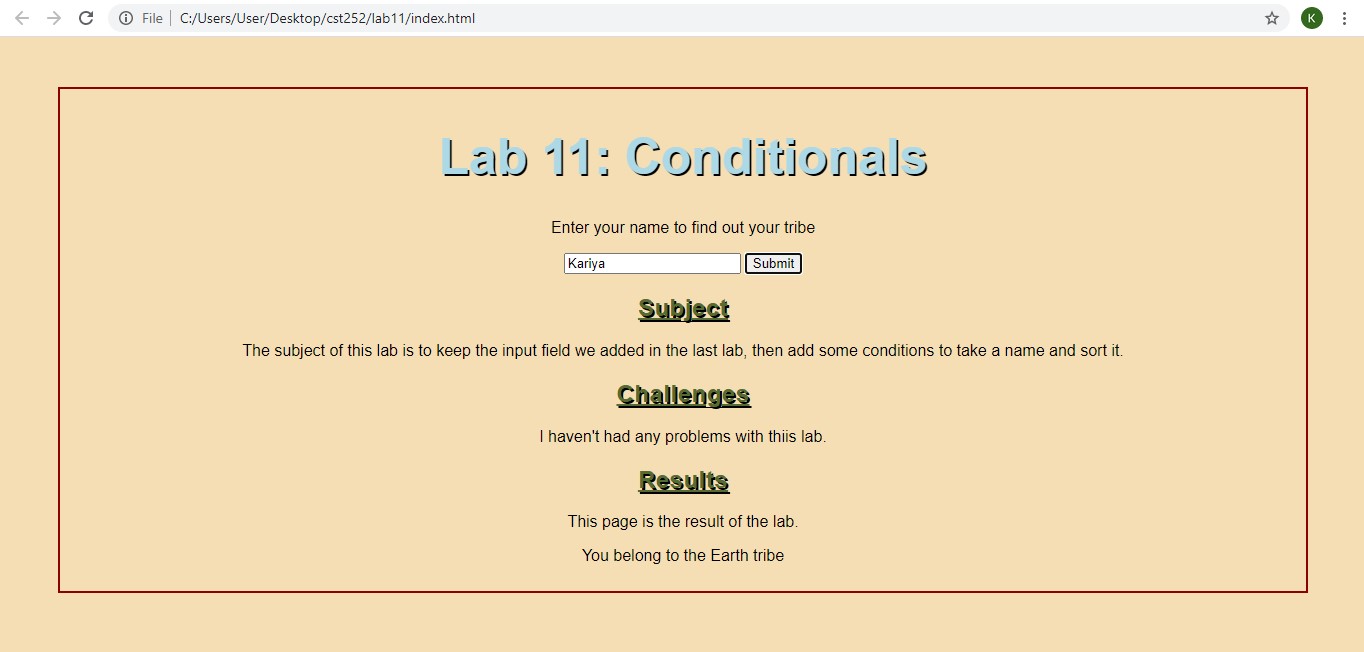 File | C:/Users/User/Desktop/cst252/lab11/index.html
K
Lab 11: Conditionals
Enter your name to find out your tribe
Kariya Submit
Subject
The subject of this lab is to keep the input field we added in the last lab, then add some conditions to take a name and sort it.
Challenges
I haven't had any problems with thiis lab.
Results
This page is the result of the lab.
You belong to the Earth tribe